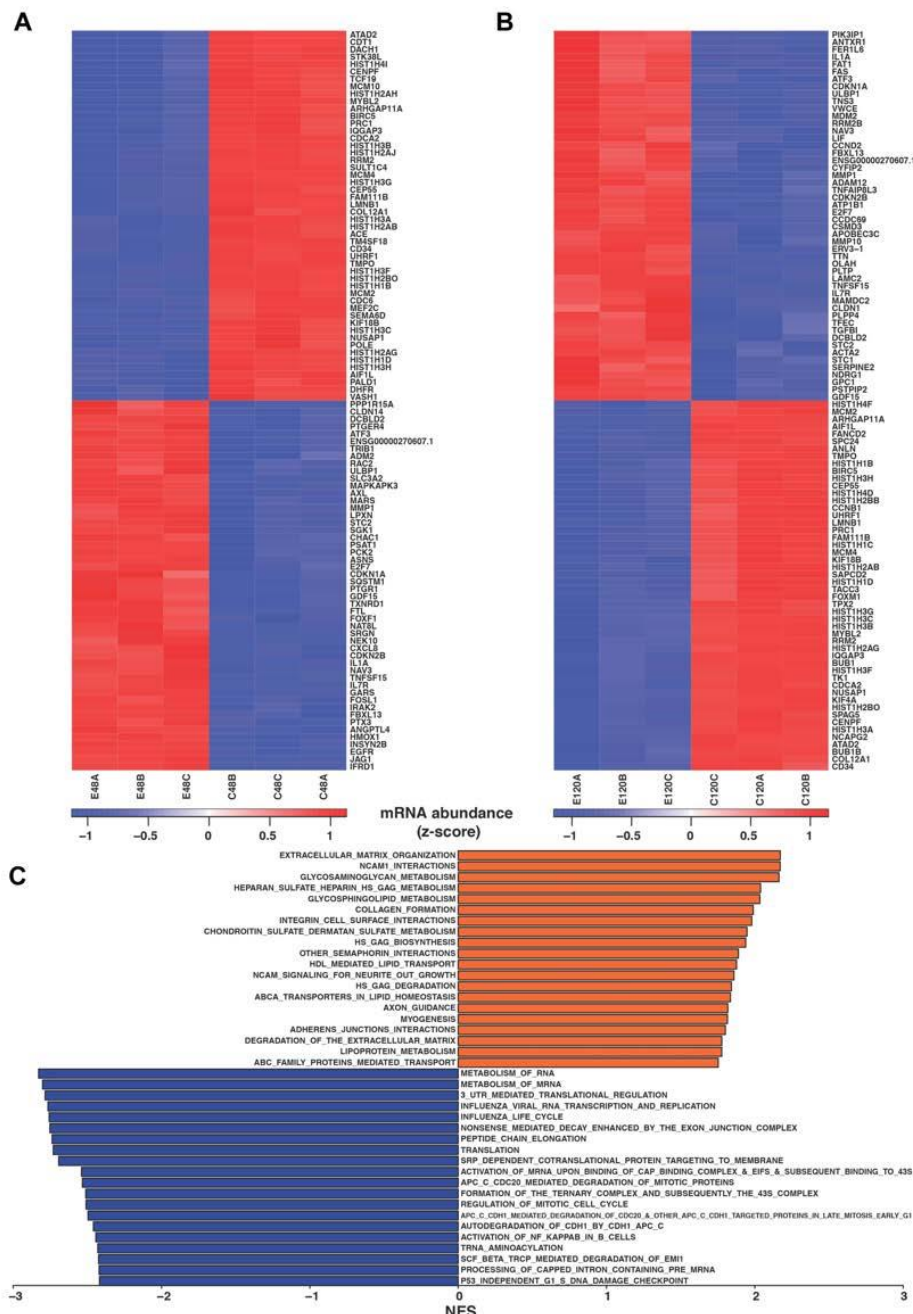 A
ATAD2
CDT1
DACH1
STK38L
HIST1H4I
CENPF
TCF19
MCM10
HIST1H2AH
MYBL2
ARHGAP11A
BIRC5
PRC1
IQGAP3
CDCA2
HIST1H3B
HIST1H2AJ
RRM2
SULT1C4
MCM4
HIST1H3G
CEP55
FAM111B
LMNB1
COL12A1
HIST1H3A
HIST1H2AB
ACE
TM4SF18
CD34
UHRF1
TMPO
HIST1H3F
HIST1H2BO
HIST1H1B
MCM2
CDC6
MEF2C
SEMA6D
KIF18B
HIST1H3C
NUSAP1
POLE
HIST1H2AG
HIST1H1D
HIST1H3H
AIF1L
PALD1
DHFR
VASH1
PPP1R15A
CLDN14
DCBLD2
PTGER4
ATF3
ENSG00000270607.1
TRIB1
ADM2
RAC2
ULBP1
SLC3A2
MAPKAPK3
AXL
MARS
MMP1
LPXN
STC2
SGK1
CHAC1
PSAT1
PCK2
ASNS
E2F7
CDKN1A
SQSTM1
PTGR1
GDF15
TXNRD1
FTL
FOXF1
NAT8L
SRGN
NEK10
CXCL8
CDKN2B
IL1A
NAV3
TNFSF15
IL7R
GARS
FOSL1
IRAK2
FBXL13
PTX3
ANGPTL4
HMOX1
INSYN2B
EGFR
JAG1
IFRD1
E48A E48B E48C C48B C48C C48A
−1 −0.5 0 0.5 1
mRNA abundance
(z-score)
B
PIK3IP1
ANTXR1
FER1L6
IL1A
FAT1
FAS
ATF3
CDKN1A
ULBP1
TNS3
VWCE
MDM2
RRM2B
NAV3
LIF
CCND2
FBXL13
ENSG00000270607.1
CYFIP2
MMP1
ADAM12
TNFAIP8L3
CDKN2B
ATP1B1
E2F7
CCDC69
CSMD3
APOBEC3C
MMP10
ERV3−1
TTN
OLAH
PLTP
LAMC2
TNFSF15
IL7R
MAMDC2
CLDN1
PLPP4
TFEC
TGFBI
DCBLD2
STC2
ACTA2
STC1
SERPINE2
NDRG1
GPC1
PSTPIP2
GDF15
HIST1H4F
MCM2
ARHGAP11A
AIF1L
FANCD2
SPC24
ANLN
TMPO
HIST1H1B
BIRC5
HIST1H3H
CEP55
HIST1H4D
HIST1H2BB
CCNB1
UHRF1
LMNB1
PRC1
FAM111B
HIST1H1C
MCM4
KIF18B
HIST1H2AB
SAPCD2
HIST1H1D
TACC3
FOXM1
TPX2
HIST1H3G
HIST1H3C
HIST1H3B
MYBL2
RRM2
HIST1H2AG
IQGAP3
BUB1
HIST1H3F
TK1
CDCA2
NUSAP1
KIF4A
HIST1H2BO
SPAG5
CENPF
HIST1H3A
NCAPG2
ATAD2
BUB1B
COL12A1
CD34
E120A E120B E120C C120C C120A C120B
−1 −0.5 0 0.5 1
C
EXTRACELLULAR_MATRIX_ORGANIZATION
NCAM1_INTERACTIONS
GLYCOSAMINOGLYCAN_METABOLISM
HEPARAN_SULFATE_HEPARIN_HS_GAG_METABOLISM
GLYCOSPHINGOLIPID_METABOLISM
COLLAGEN_FORMATION
INTEGRIN_CELL_SURFACE_INTERACTIONS
CHONDROITIN_SULFATE_DERMATAN_SULFATE_METABOLISM
HS_GAG_BIOSYNTHESIS
OTHER_SEMAPHORIN_INTERACTIONS
HDL_MEDIATED_LIPID_TRANSPORT
NCAM_SIGNALING_FOR_NEURITE_OUT_GROWTH
HS_GAG_DEGRADATION
ABCA_TRANSPORTERS_IN_LIPID_HOMEOSTASIS
AXON_GUIDANCE
MYOGENESIS
ADHERENS_JUNCTIONS_INTERACTIONS
DEGRADATION_OF_THE_EXTRACELLULAR_MATRIX
LIPOPROTEIN_METABOLISM
ABC_FAMILY_PROTEINS_MEDIATED_TRANSPORT
METABOLISM_OF_RNA
METABOLISM_OF_MRNA
3_UTR_MEDIATED_TRANSLATIONAL_REGULATION
INFLUENZA_VIRAL_RNA_TRANSCRIPTION_AND_REPLICATION
INFLUENZA_LIFE_CYCLE
NONSENSE_MEDIATED_DECAY_ENHANCED_BY_THE_EXON_JUNCTION_COMPLEX
PEPTIDE_CHAIN_ELONGATION
TRANSLATION
SRP_DEPENDENT_COTRANSLATIONAL_PROTEIN_TARGETING_TO_MEMBRANE
ACTIVATION_OF_MRNA_UPON_BINDING_OF_CAP_BINDING_COMPLEX_&_EIFS_&_SUBSEQUENT_BINDING_TO_43S
APC_C_CDC20_MEDIATED_DEGRADATION_OF_MITOTIC_PROTEINS
FORMATION_OF_THE_TERNARY_COMPLEX_AND_SUBSEQUENTLY_THE_43S_COMPLEX
REGULATION_OF_MITOTIC_CELL_CYCLE
APC_C_CDH1_MEDIATED_DEGRADATION_OF_CDC20_&_OTHER_APC_C_CDH1_TARGETED_PROTEINS_IN_LATE_MITOSIS_EARLY_G1
AUTODEGRADATION_OF_CDH1_BY_CDH1_APC_C
ACTIVATION_OF_NF_KAPPAB_IN_B_CELLS
TRNA_AMINOACYLATION
SCF_BETA_TRCP_MEDIATED_DEGRADATION_OF_EMI1
PROCESSING_OF_CAPPED_INTRON_CONTAINING_PRE_MRNA
P53_INDEPENDENT_G1_S_DNA_DAMAGE_CHECKPOINT
−3 −2 −1 0 1 2 3
NES